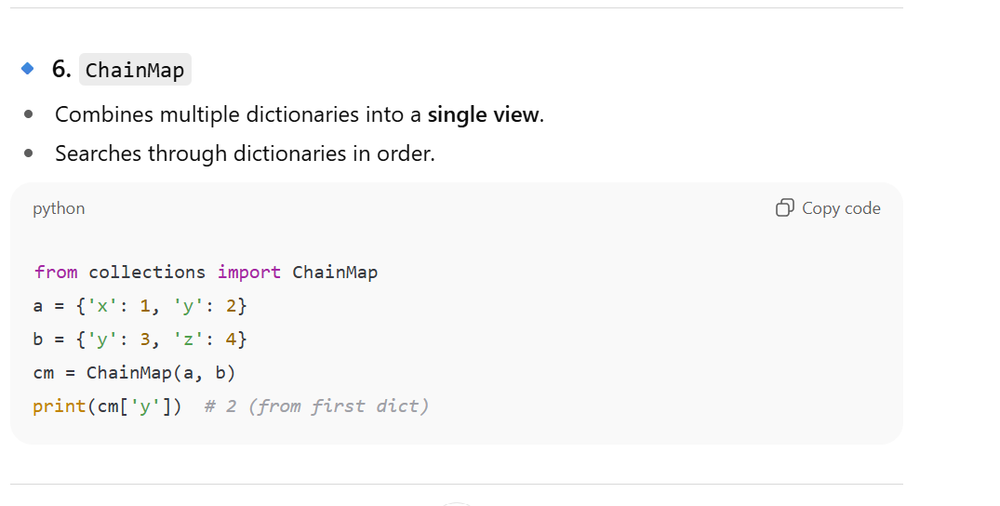 6. ChainMap
Combines multiple dictionaries into a single view.
Searches through dictionaries in order.
python
Copy code
from collections import ChainMap
a = {'x': 1, 'y': 2}
b = {'y': 3, 'z': 4}
cm = ChainMap(a, b)
print(cm['y'])  # 2 (from first dict)